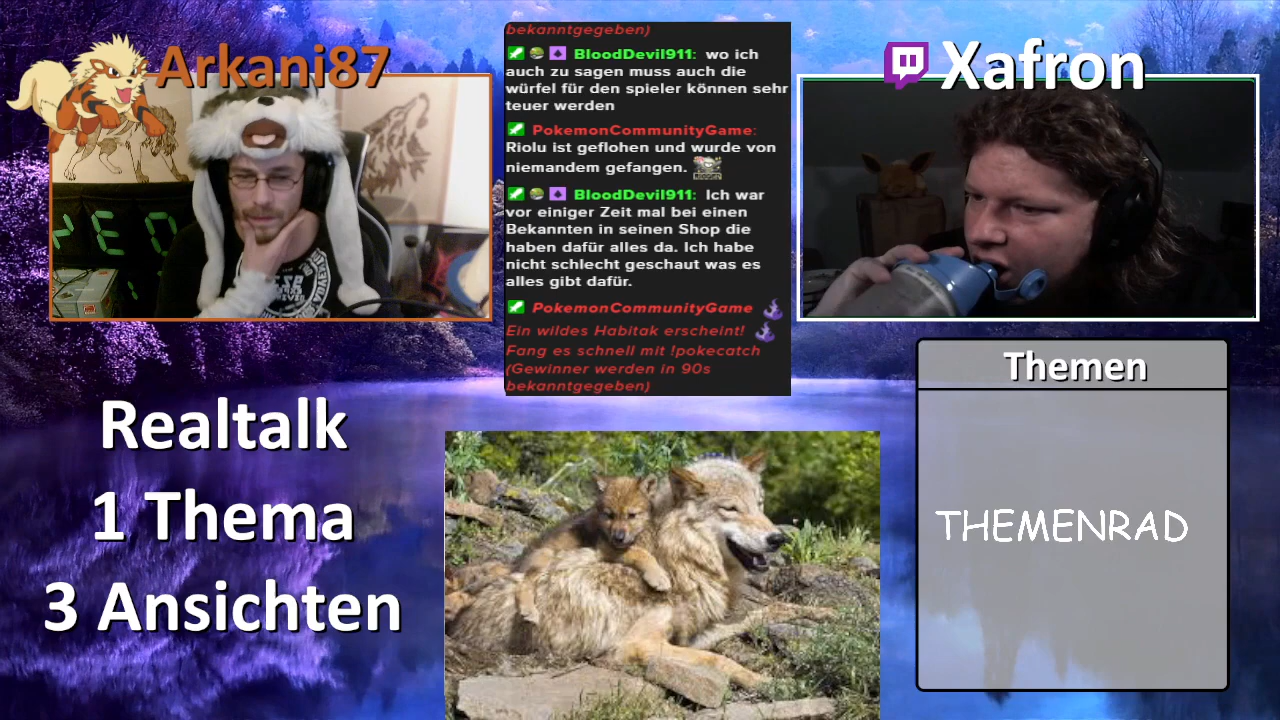 Arkani87
bekanntgegeben)
BloodDevil911: wo ich
auch zu sagen muss auch die
würfel für den spieler können sehr
teuer werden
PokemonCommunityGame:
Riolu ist geflohen und wurde von
niemandem gefangen.
BloodDevil911: Ich war
vor einiger Zeit mal bei einen
Bekannten in seinen Shop die
haben dafür alles da. Ich habe
nicht schlecht geschaut was es
alles gibt dafür.
PokemonCommunityGame
Ein wildes Habitak erscheint!
Fang es schnell mit !pokecatch
(Gewinner werden in 90s
bekanntgegeben)
Xafron
Realtalk
1 Thema
3 Ansichten
Themen
THEMENRAD